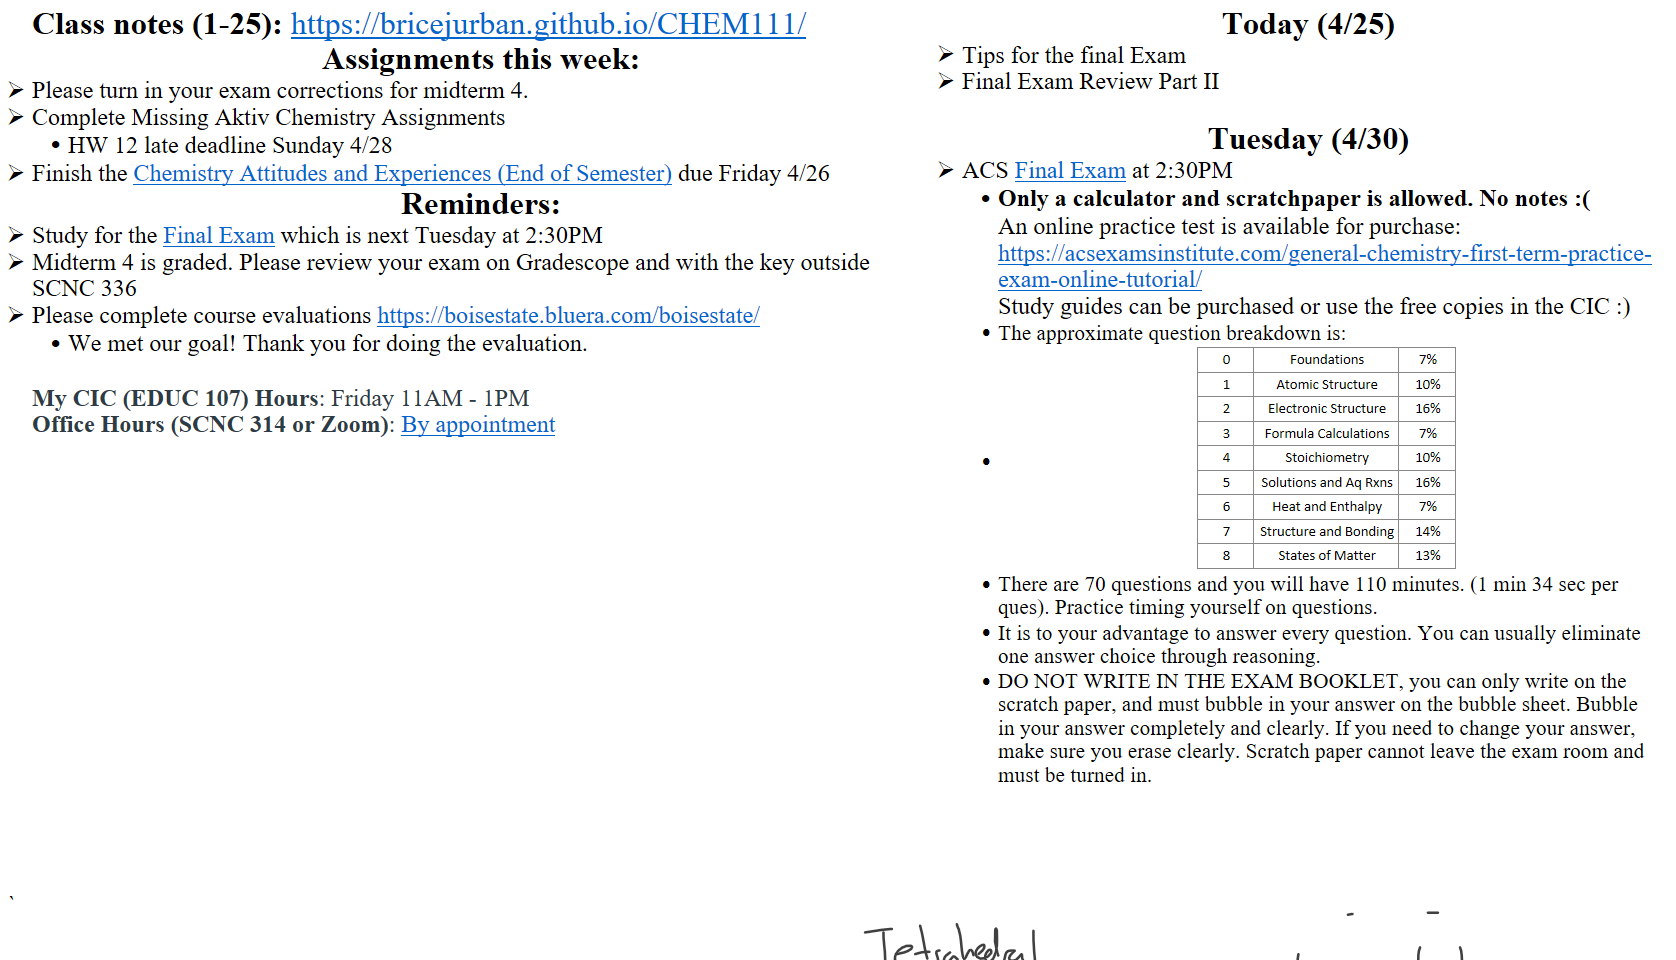 Class notes (1-25): https://bricejurban.github.io/CHEM111/
Assignments this week:
➢ Please turn in your exam corrections for midterm 4.
➢ Complete Missing Aktiv Chemistry Assignments
• HW 12 late deadline Sunday 4/28
➢ Finish the Chemistry Attitudes and Experiences (End of Semester) due Friday 4/26
Reminders:
➢ Study for the Final Exam which is next Tuesday at 2:30PM
➢ Midterm 4 is graded. Please review your exam on Gradescope and with the key outside
SCNC 336
➢ Please complete course evaluations https://boisestate.bluera.com/boisestate/
• We met our goal! Thank you for doing the evaluation.
My CIC (EDUC 107) Hours: Friday 11AM - 1PM
Office Hours (SCNC 314 or Zoom): By appointment
Today (4/25)
➢ Tips for the final Exam
➢ Final Exam Review Part II
Tuesday (4/30)
➢ ACS Final Exam at 2:30PM
• Only a calculator and scratchpaper is allowed. No notes :(
An online practice test is available for purchase:
https://acsexamsinstitute.com/general-chemistry-first-term-practice-
exam-online-tutorial/
Study guides can be purchased or use the free copies in the CIC :)
• The approximate question breakdown is:
0 Foundations 7%
1 Atomic Structure 10%
2 Electronic Structure 16%
3 Formula Calculations 7%
4 Stoichiometry 10%
5 Solutions and Aq Rxns 16%
6 Heat and Enthalpy 7%
7 Structure and Bonding 14%
8 States of Matter 13%
• There are 70 questions and you will have 110 minutes. (1 min 34 sec per
ques). Practice timing yourself on questions.
• It is to your advantage to answer every question. You can usually eliminate
one answer choice through reasoning.
• DO NOT WRITE IN THE EXAM BOOKLET, you can only write on the
scratch paper, and must bubble in your answer on the bubble sheet. Bubble
in your answer completely and clearly. If you need to change your answer,
make sure you erase clearly. Scratch paper cannot leave the exam room and
must be turned in.
Tetrahedral